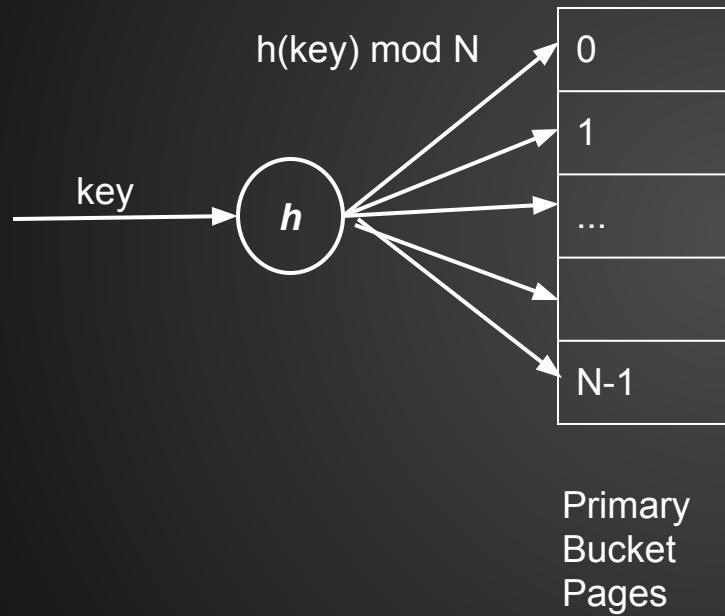 h(key) mod N
0
1
key
h
...
N-1
Primary
Bucket
Pages